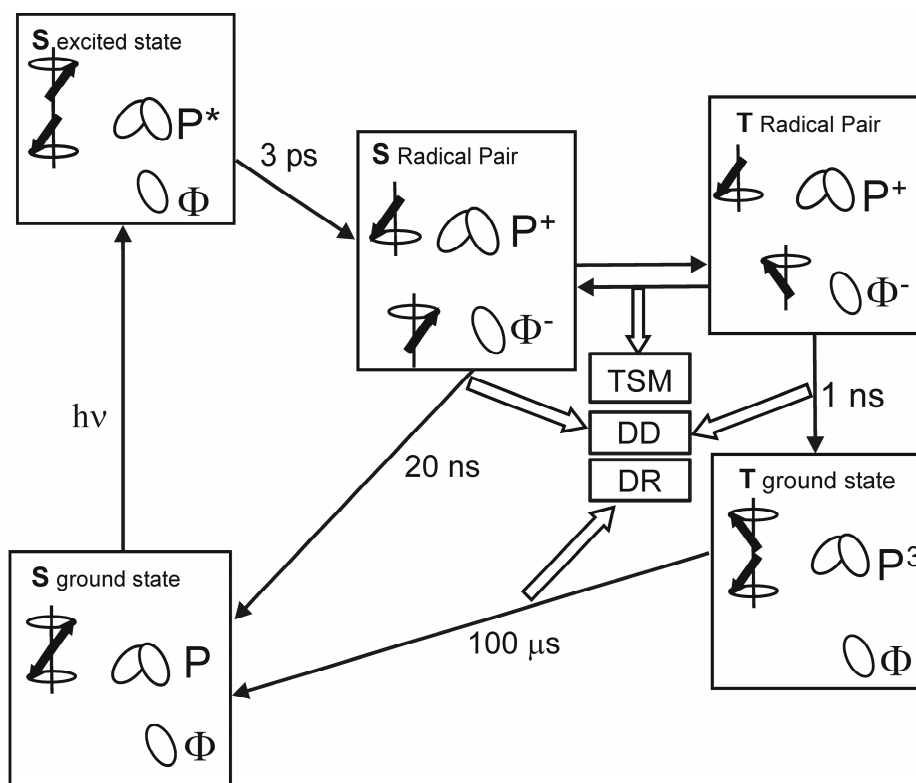 S excited state
P*
Φ
3 ps
S Radical Pair
P+
Φ-
T Radical Pair
P+
Φ-
hν
TSM
DD
DR
1 ns
20 ns
T ground state
P3
Φ
100 μs
S ground state
P
Φ